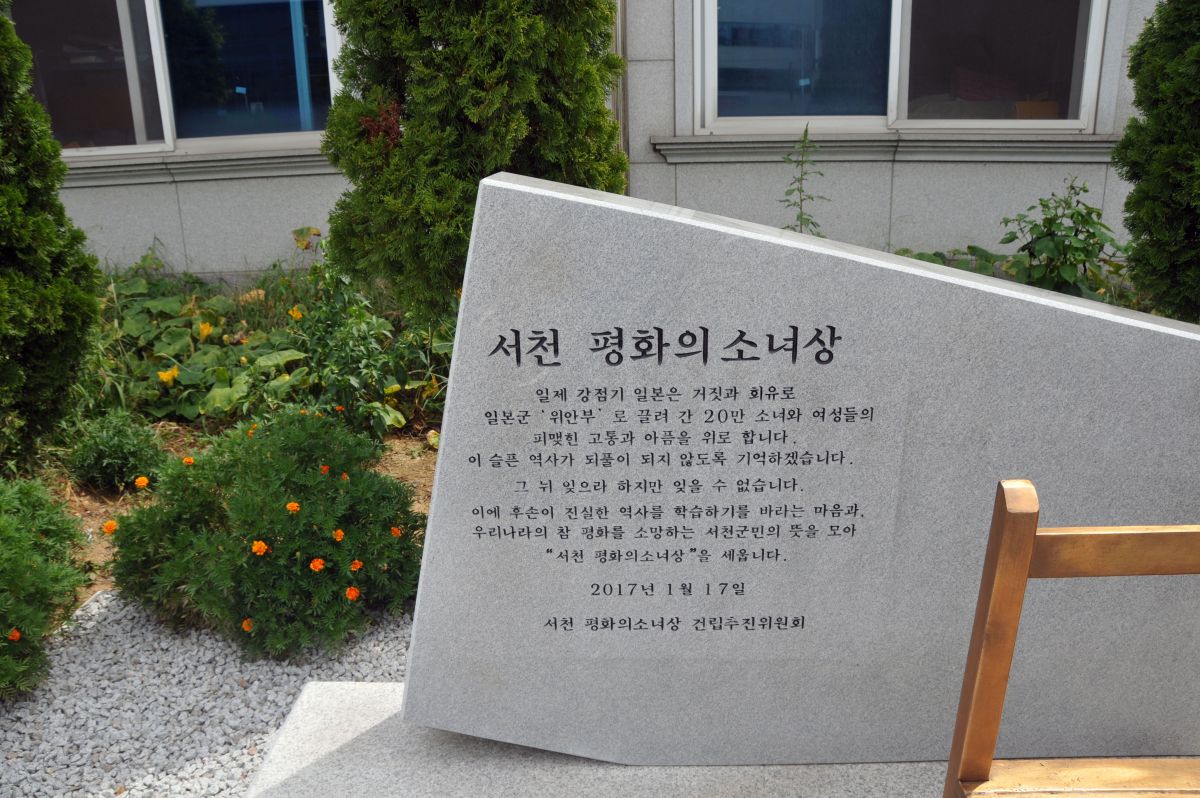 서천 평화의소녀상
일제 강점기 일본은 거짓과 회유로
일본군 '위안부' 로 끌려 간 20만 소녀와 여성들의
피맺힌 고통과 아픔을 위로 합니다.
이 슬픈 역사가 되풀이 되지 않도록 기억하겠습니다.
그 뉘 잊으라 하지만 잊을 수 없습니다.
이에 후손이 진실한 역사를 학습하기를 바라는 마음과,
우리나라의 참 평화를 소망하는 서천군민의 뜻을 모아
"서천 평화의소녀상"을 세웁니다.
2017년 1월 17일
서천 평화의소녀상 건립추진위원회